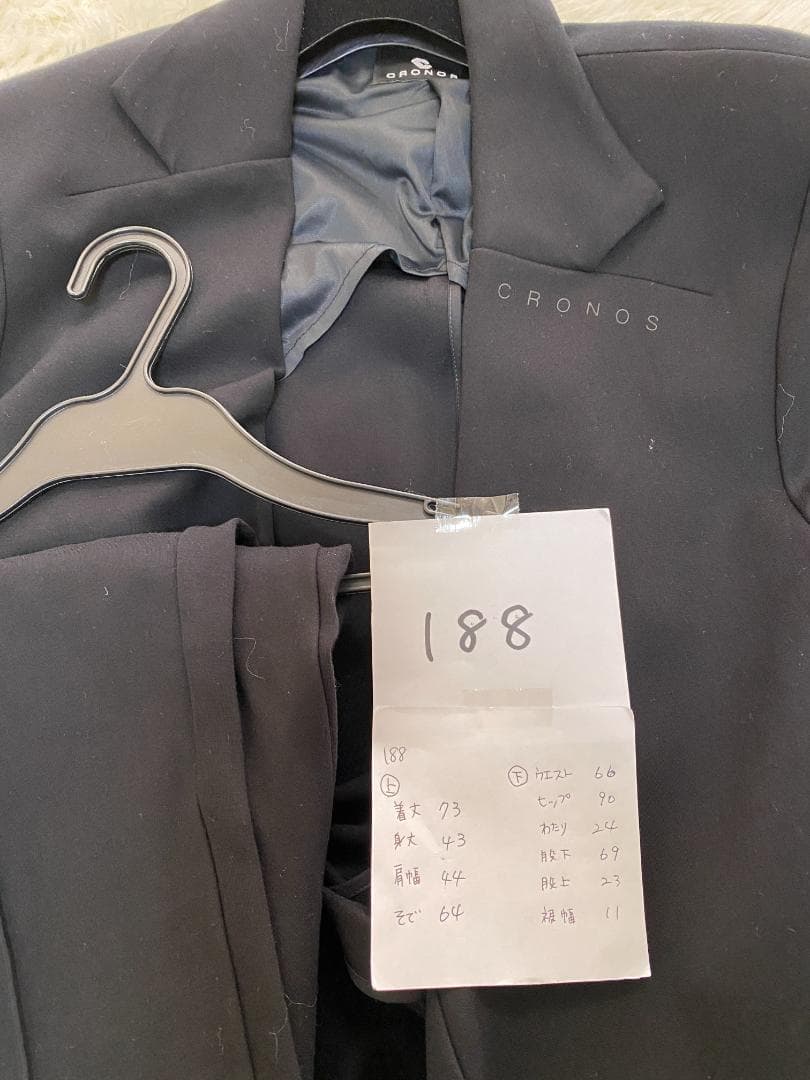 CRONOS
CRONOS
188
188
上
着丈 73
身丈 43
肩幅 44
そで 64
下 ウエスト 66
ヒップ 90
わたり 24
股下 69
股上 23
裾幅 11